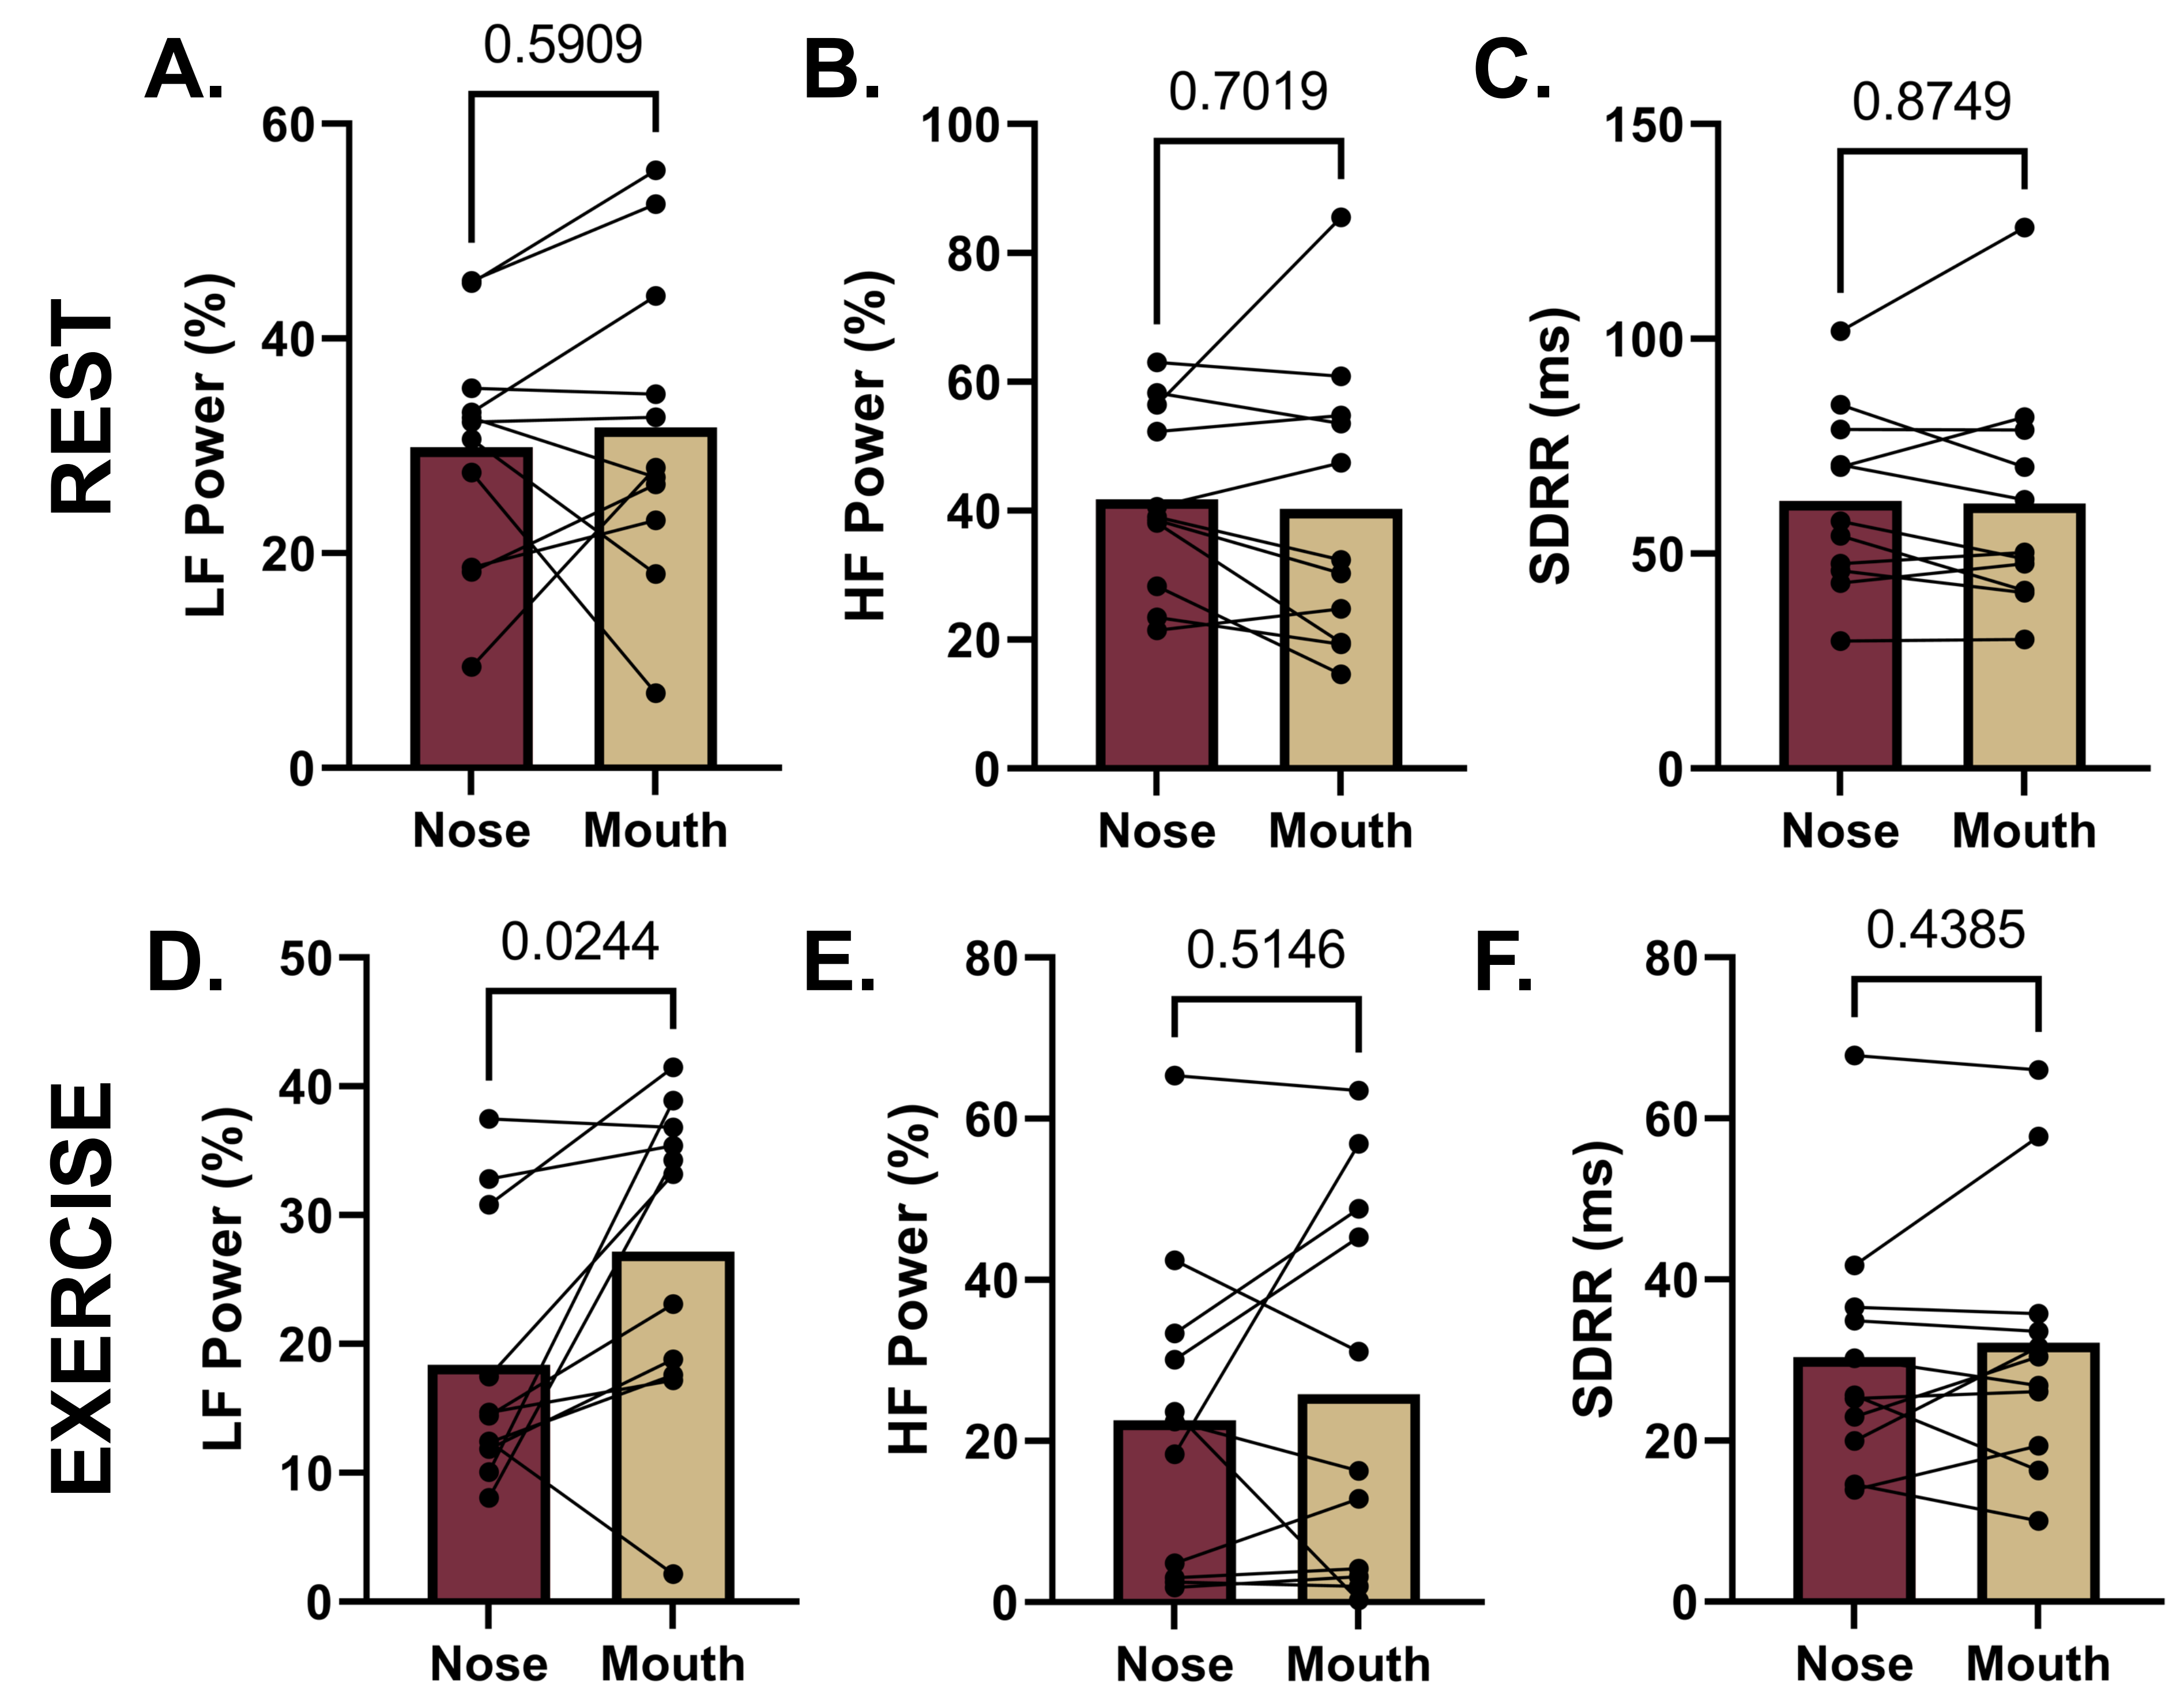 REST
A.
0.5909
LF Power (%)
60
40
20
0
Nose Mouth
B.
0.7019
HF Power (%)
100
80
60
40
20
0
Nose Mouth
C.
0.8749
SDRR (ms)
150
100
50
0
Nose Mouth
EXERCISE
D.
0.0244
LF Power (%)
50
40
30
20
10
0
Nose Mouth
E.
0.5146
HF Power (%)
80
60
40
20
0
Nose Mouth
F.
0.4385
SDRR (ms)
80
60
40
20
0
Nose Mouth